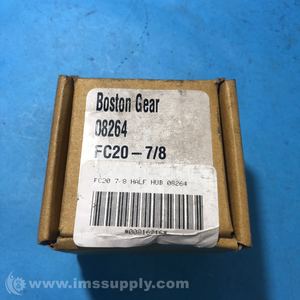 Boston Gear
08264
FC20-7/8
FC20 7/8 HALF HUB 08264
© www.imssupply.com